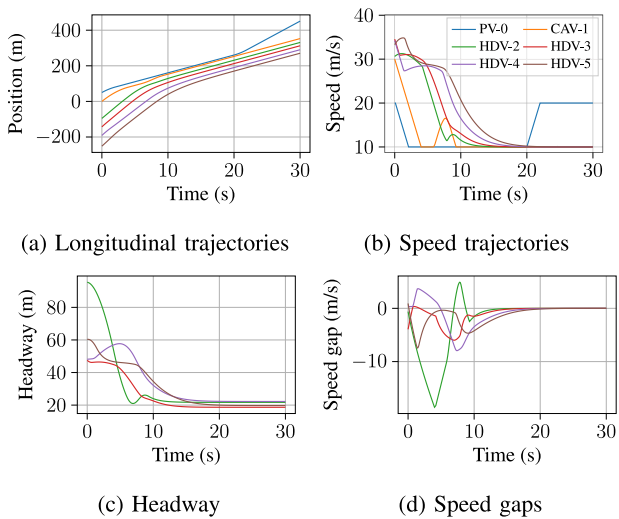 Position (m)
400
200
0
−200
0
10
20
30
Time (s)
(a) Longitudinal trajectories
Speed (m/s)
40
30
20
10
PV-0
CAV-1
HDV-2
HDV-3
HDV-4
HDV-5
0
10
20
30
Time (s)
(b) Speed trajectories
Headway (m)
80
60
40
20
0
10
20
30
Time (s)
(c) Headway
Speed gap (m/s)
0
−10
0
10
20
30
Time (s)
(d) Speed gaps